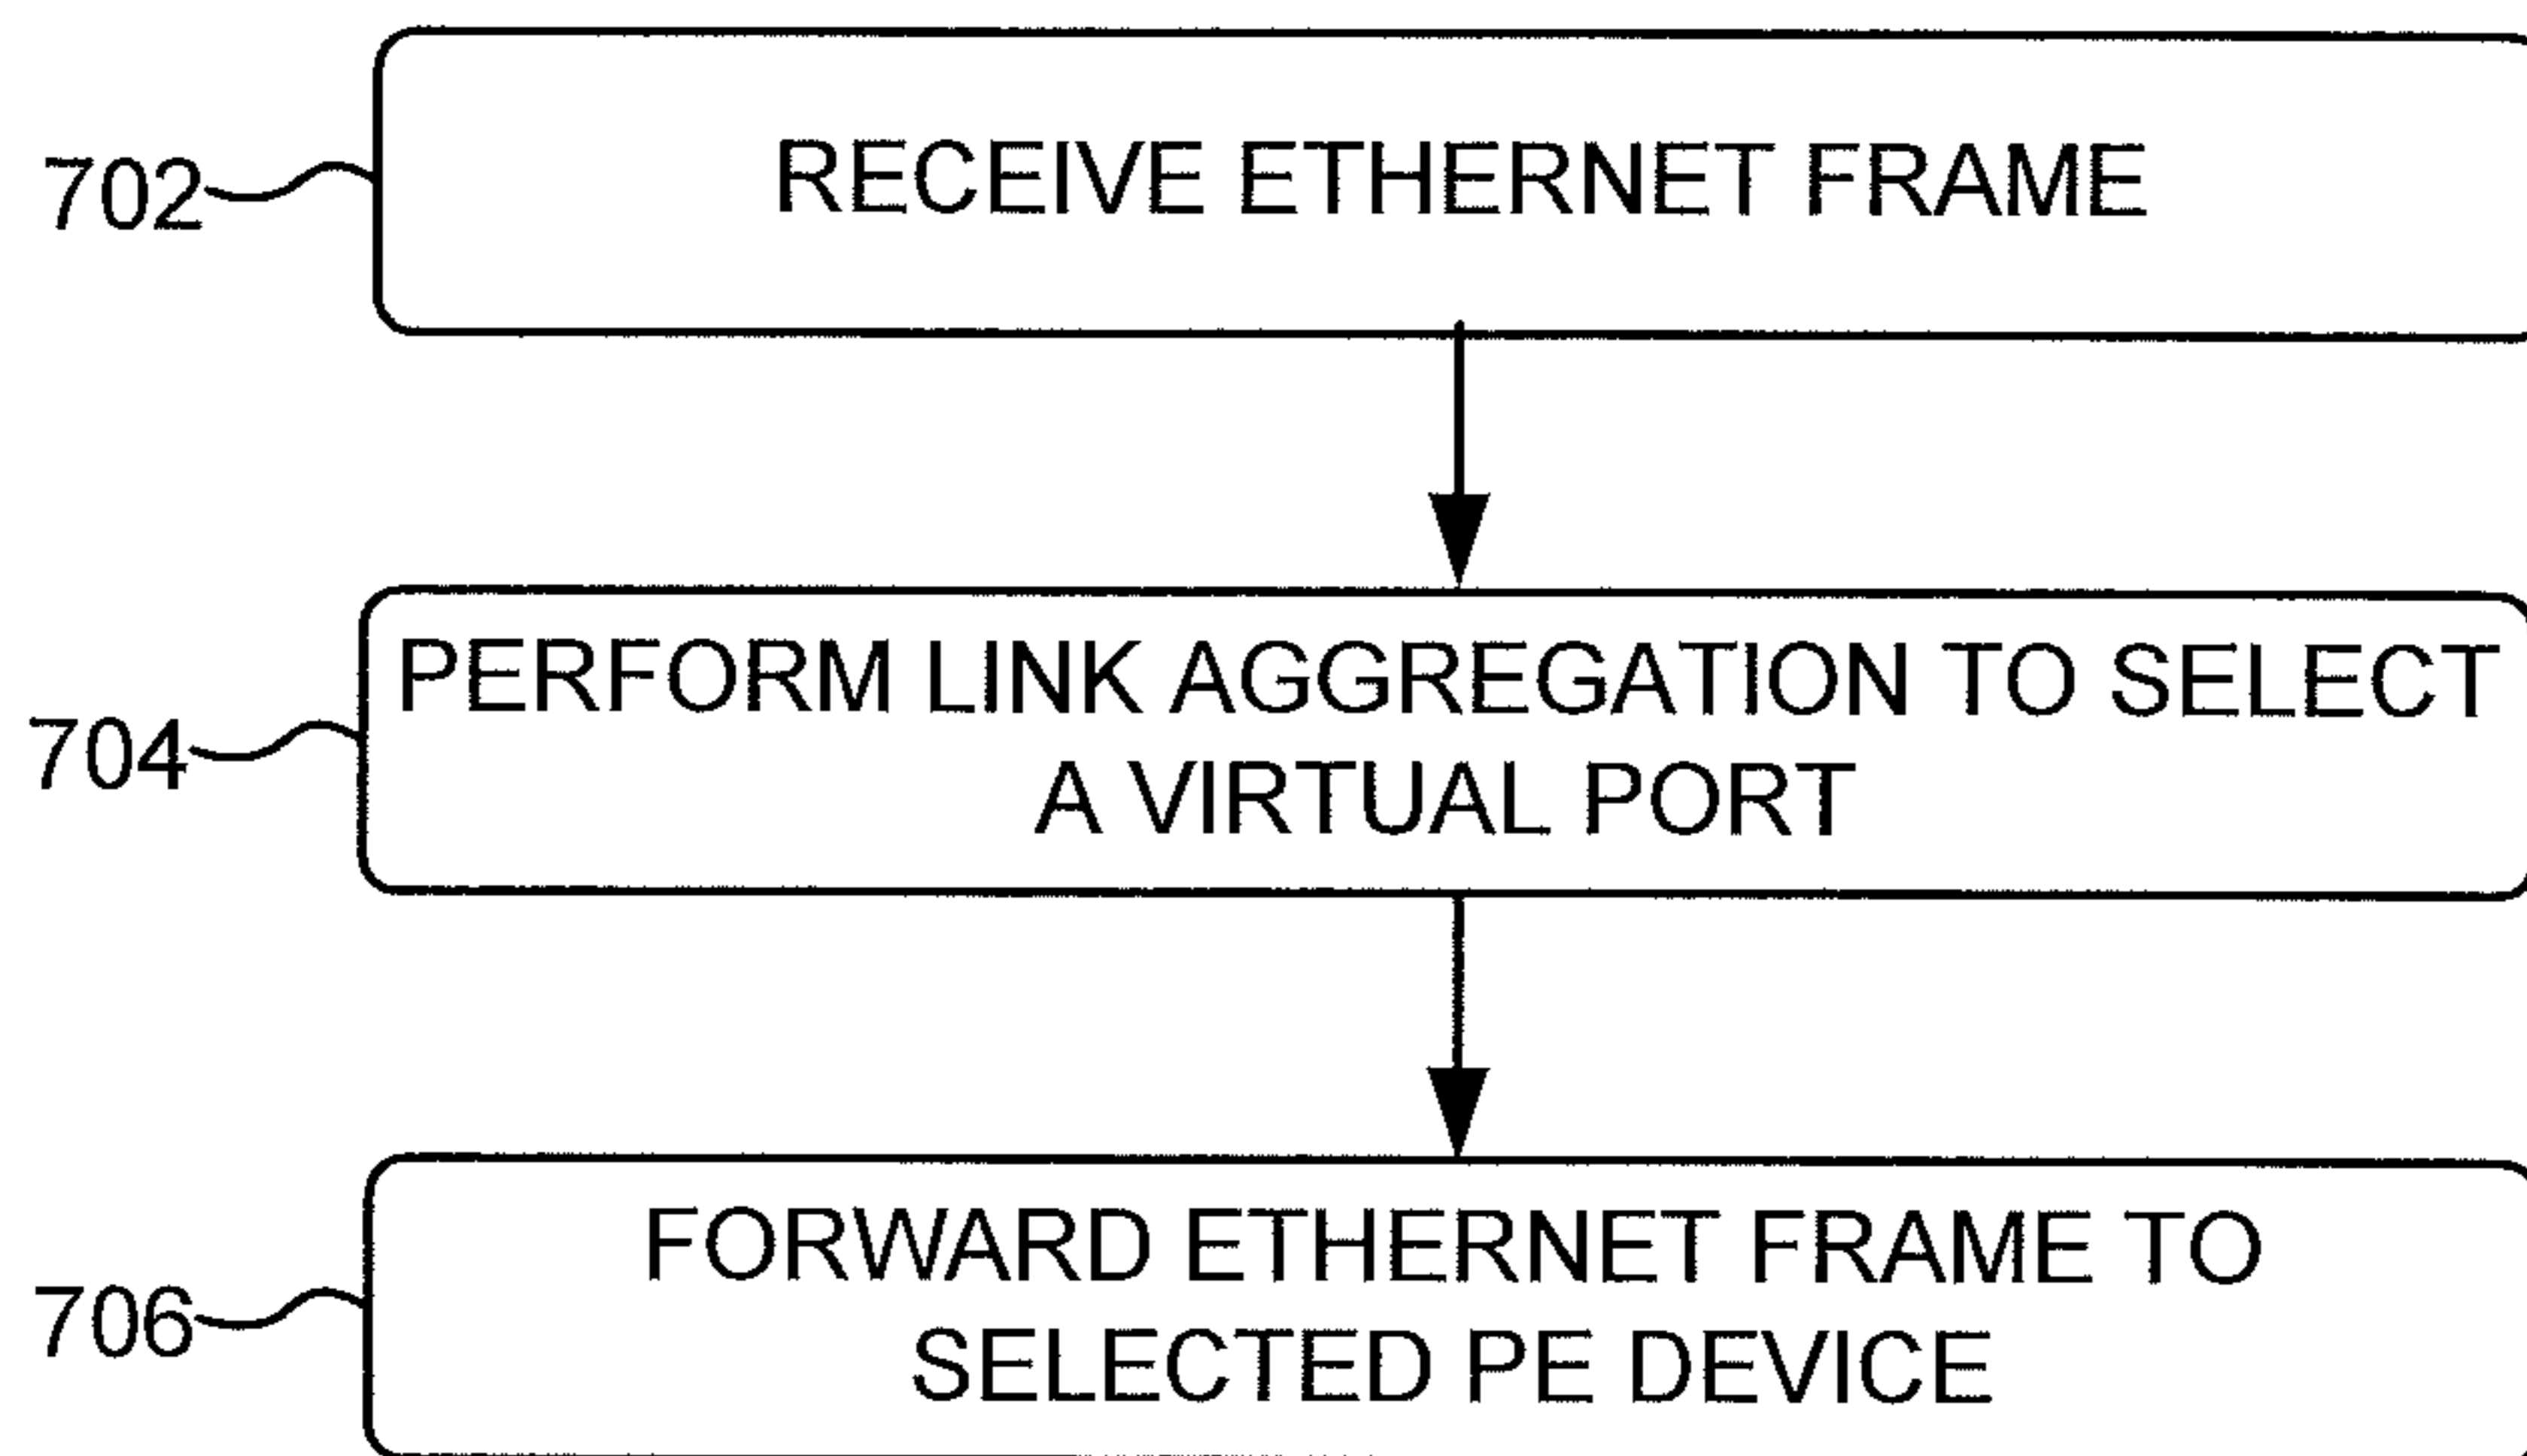 702
RECEIVE ETHERNET FRAME
704
PERFORM LINK AGGREGATION TO SELECT
A VIRTUAL PORT
706
FORWARD ETHERNET FRAME TO
SELECTED PE DEVICE